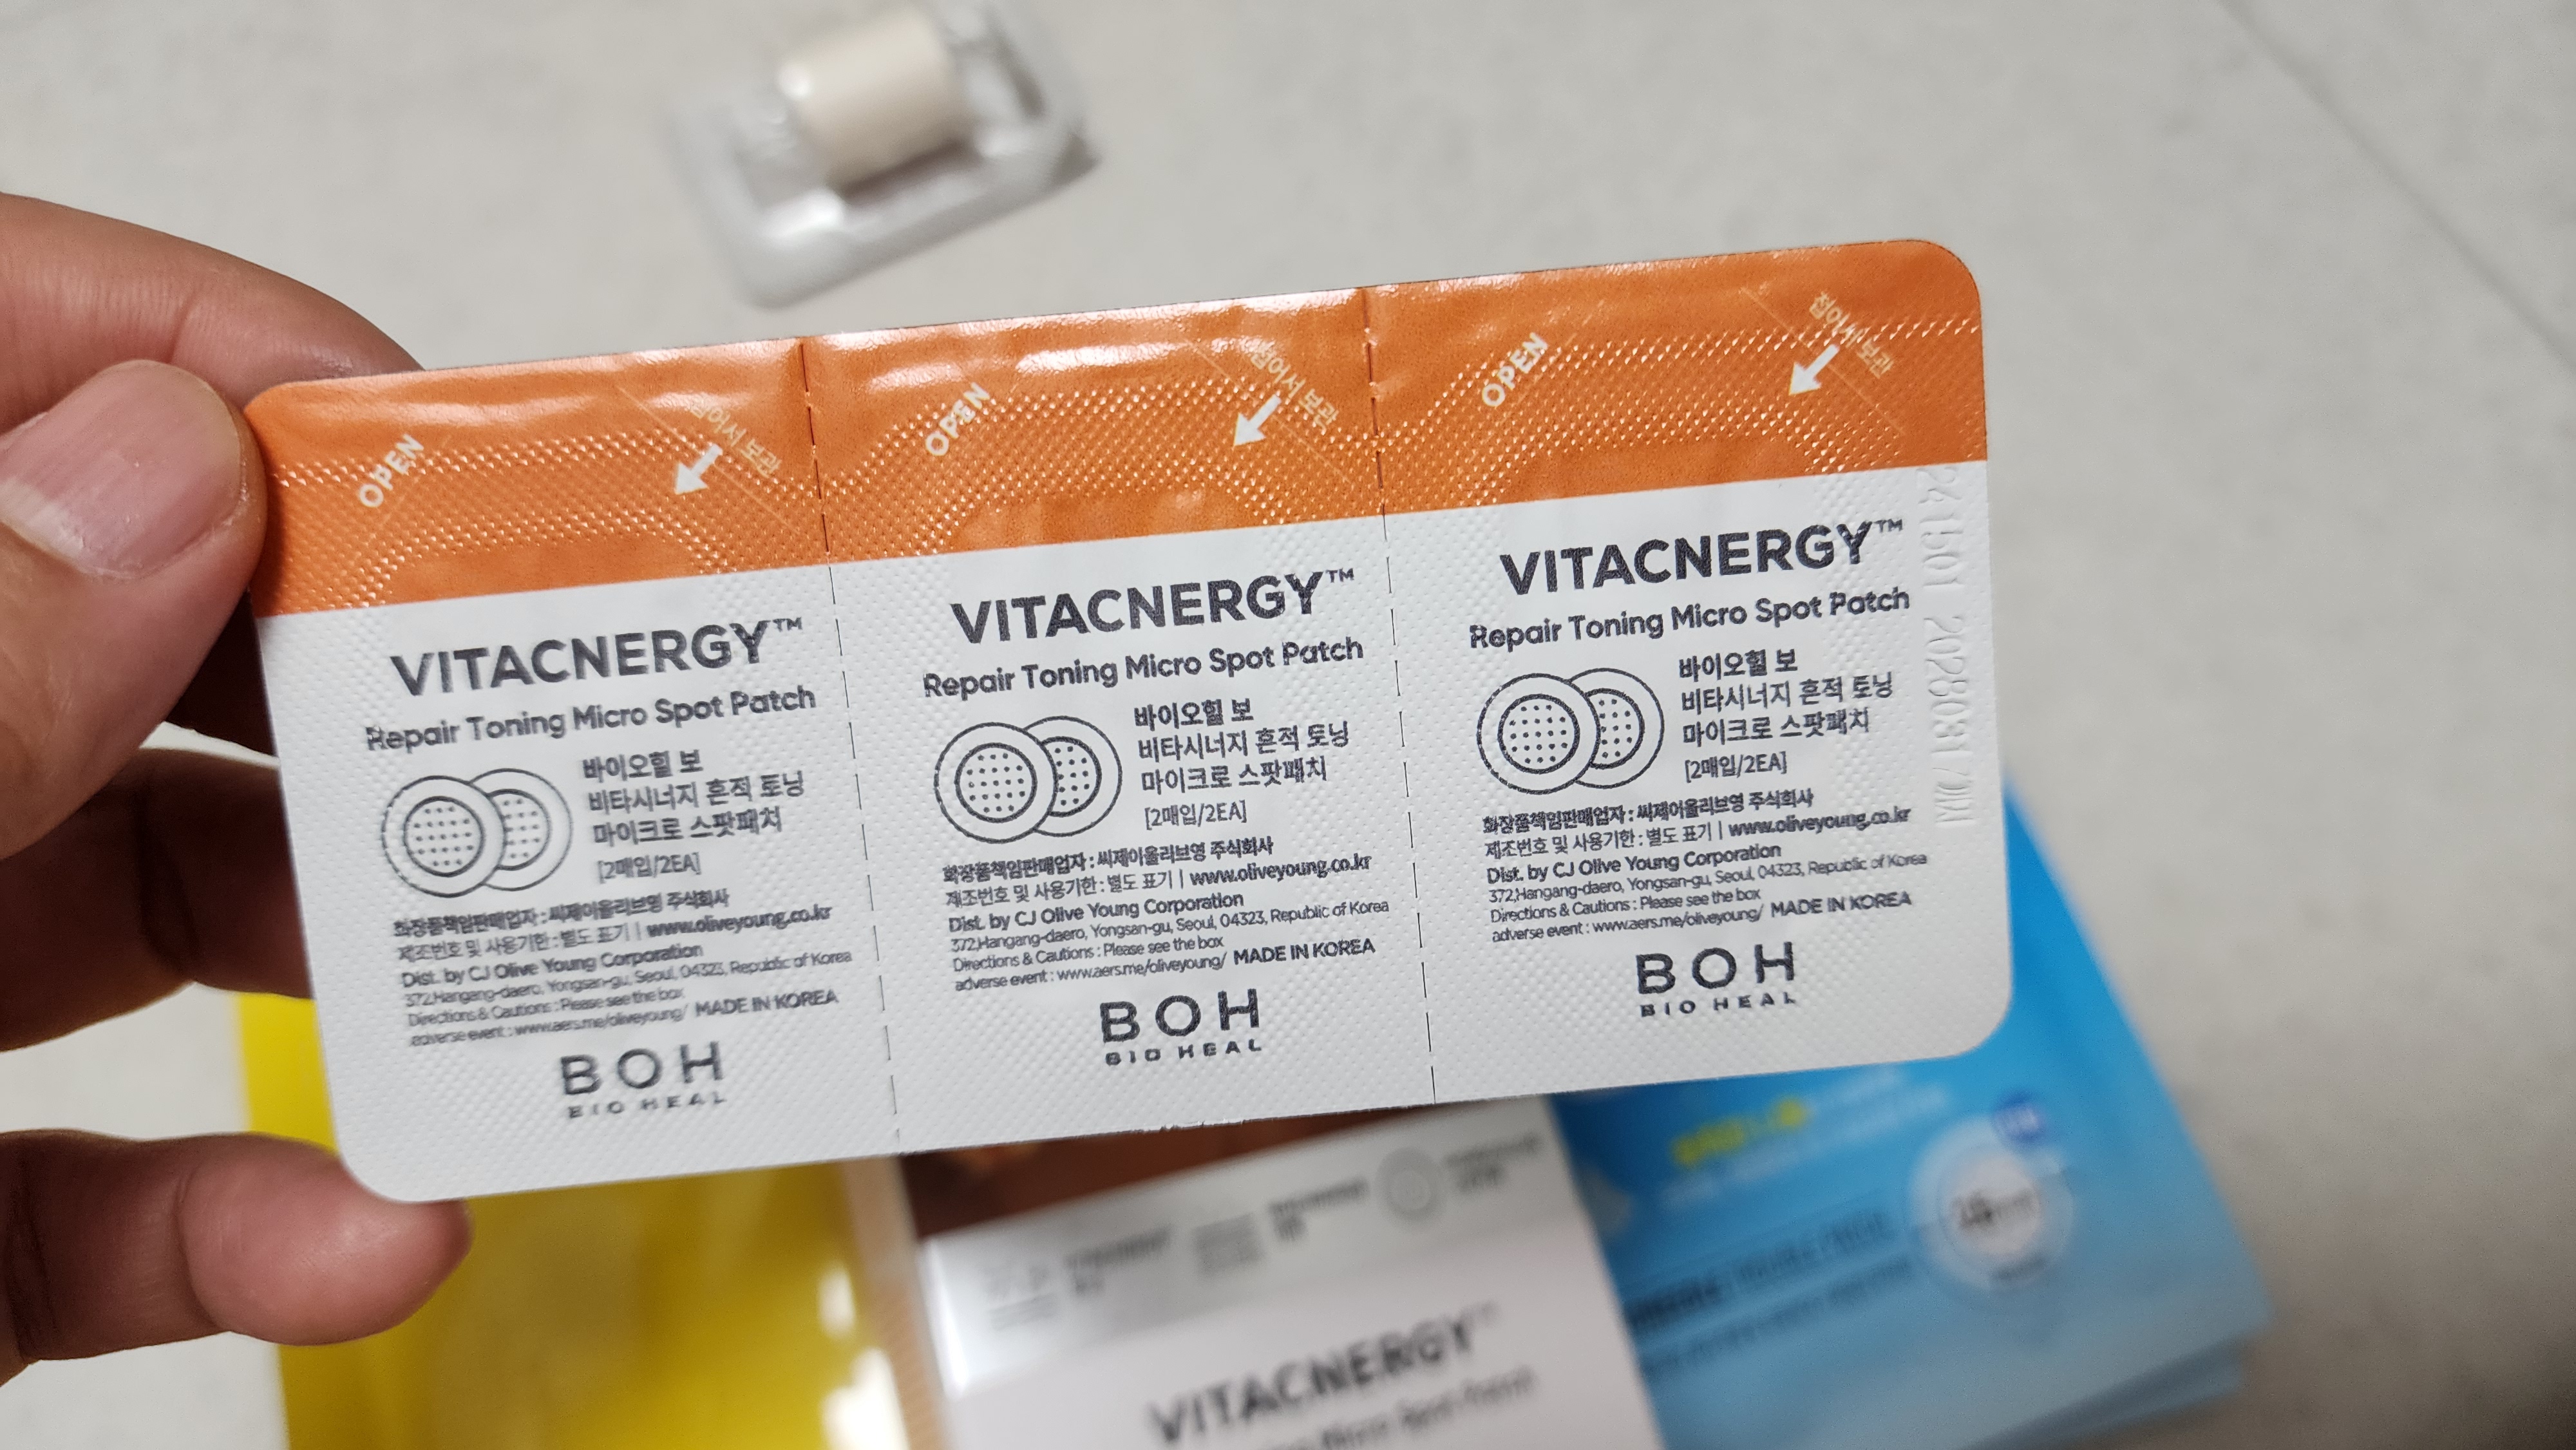 OPEN
접어서 보관
VITACNERGY™
Repair Toning Micro Spot Patch
바이오힐 보
비타시너지 흔적 토닝
마이크로 스팟패치
[2매입/2EA]
화장품책임판매업자 : 씨제이올리브영 주식회사
제조번호 및 사용기한 : 별도 표기 | www.oliveyoung.co.kr
Dist. by CJ Olive Young Corporation
372,Hangang-daero, Yongsan-gu, Seoul, 04323, Republic of Korea
Directions & Cautions : Please see the box
adverse event : www.aers.me/oliveyoung/ MADE IN KOREA
BOH
BIO HEAL
OPEN
접어서 보관
VITACNERGY™
Repair Toning Micro Spot Patch
바이오힐 보
비타시너지 흔적 토닝
마이크로 스팟패치
[2매입/2EA]
화장품책임판매업자 : 씨제이올리브영 주식회사
제조번호 및 사용기한 : 별도 표기 | www.oliveyoung.co.kr
Dist. by CJ Olive Young Corporation
372,Hangang-daero, Yongsan-gu, Seoul, 04323, Republic of Korea
Directions & Cautions : Please see the box
adverse event : www.aers.me/oliveyoung/ MADE IN KOREA
BOH
BIO HEAL
OPEN
접어서 보관
VITACNERGY™
Repair Toning Micro Spot Patch
바이오힐 보
비타시너지 흔적 토닝
마이크로 스팟패치
[2매입/2EA]
화장품책임판매업자 : 씨제이올리브영 주식회사
제조번호 및 사용기한 : 별도 표기 | www.oliveyoung.co.kr
Dist. by CJ Olive Young Corporation
372,Hangang-daero, Yongsan-gu, Seoul, 04323, Republic of Korea
Directions & Cautions : Please see the box
adverse event : www.aers.me/oliveyoung/ MADE IN KOREA
BOH
BIO HEAL
VITACNERGY